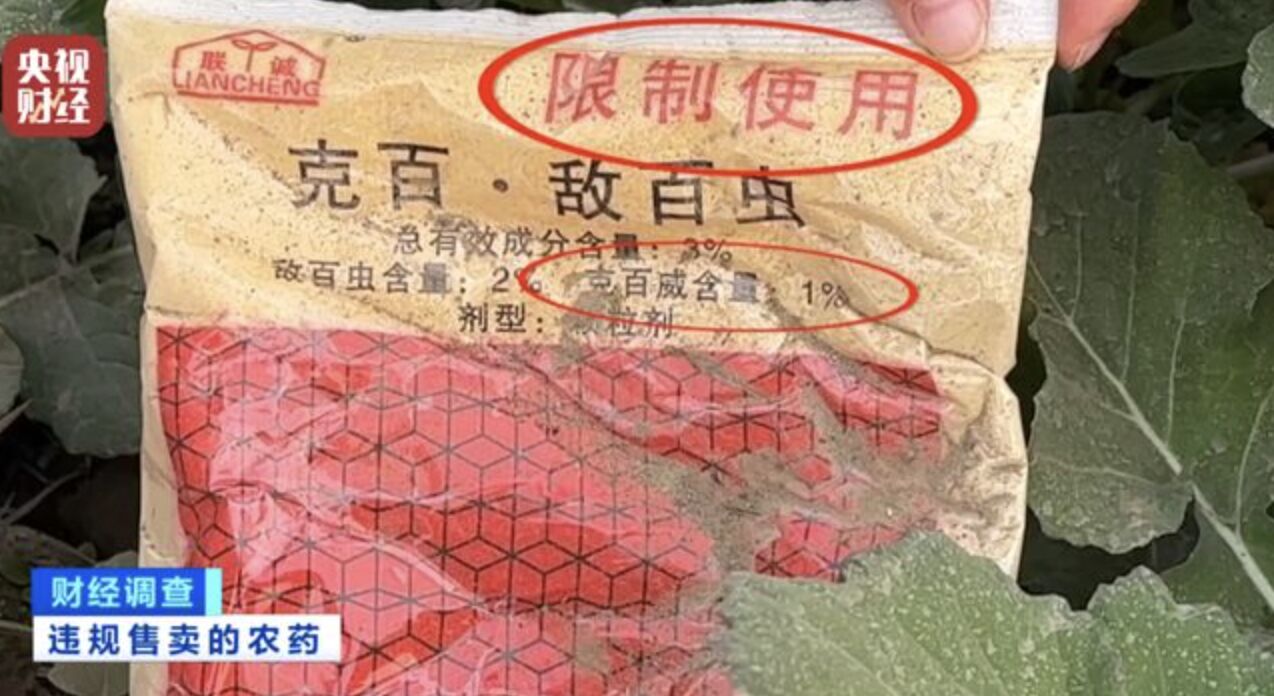 央视
财经
联诚
LIANCHENG
限制使用
克百·敌百虫
总有效成分含量：3%
敌百虫含量：2% 克百威含量：1%
剂型：颗粒剂
财经调查
违规售卖的农药